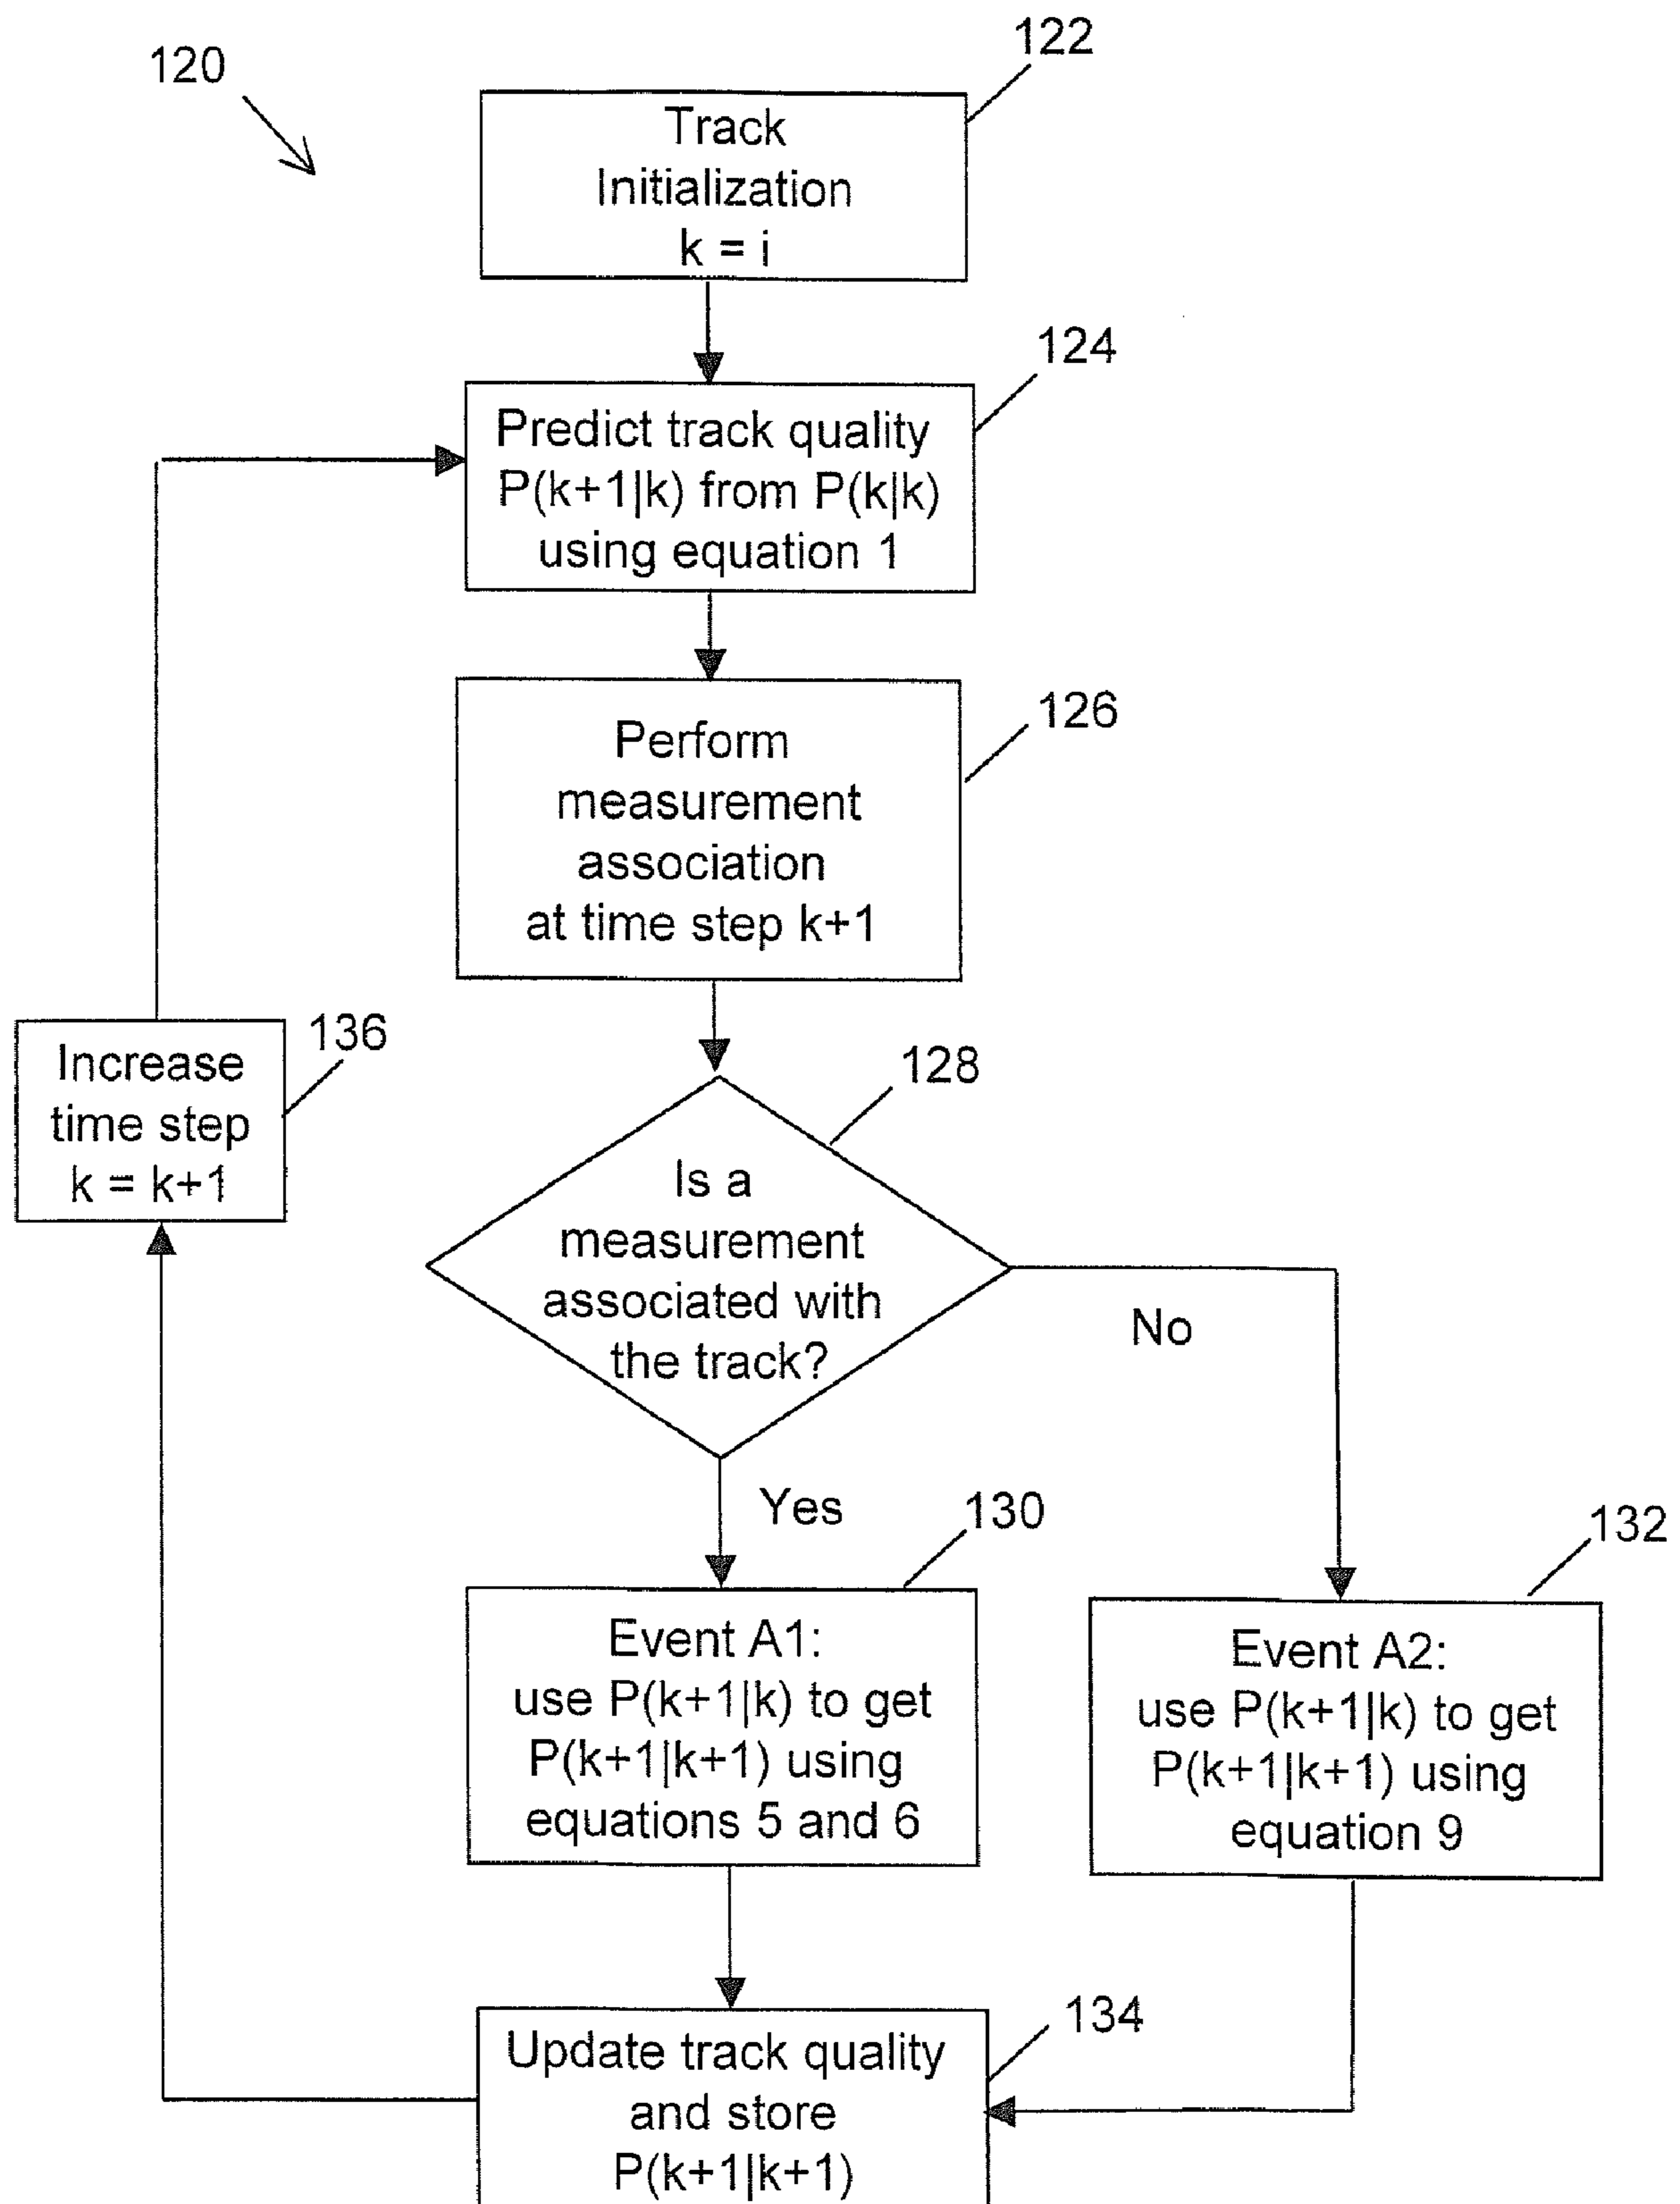 120
122
Track
Initialization
k = i
124
Predict track quality
P(k+1|k) from P(k|k)
using equation 1
126
Perform
measurement
association
at time step k+1
136
Increase
time step
k = k+1
128
Is a
measurement
associated with
the track?
No
Yes
130
Event A1:
use P(k+1|k) to get
P(k+1|k+1) using
equations 5 and 6
132
Event A2:
use P(k+1|k) to get
P(k+1|k+1) using
equation 9
134
Update track quality
and store
P(k+1|k+1)